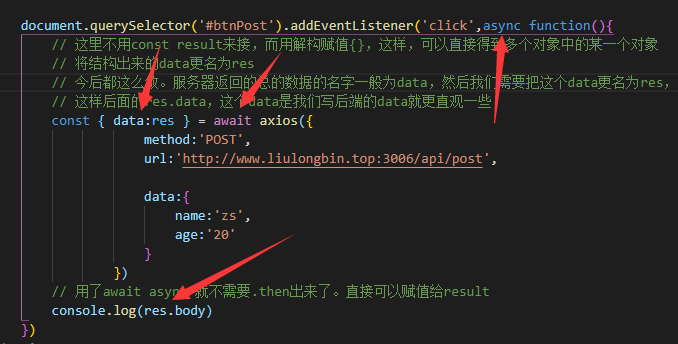 document.querySelector('#btnPost').addEventListener('click',async function(){
// 这里不用const result来接，而用解构赋值{}，这样，可以直接得到多个对象中的某一个对象
// 将结构出来的data更名为res
// 今后都这么做。服务器返回的总的数据的名字一般为data，然后我们需要把这个data更名为res，
// 这样后面的res.data，这个data是我们写后端的data就更直观一些
const { data:res } = await axios({
method:'POST',
url:'http://www.liulongbin.top:3006/api/post',
data:{
name:'zs',
age:'20'
}
})
// 用了await async 就不需要.then出来了。直接可以赋值给result
console.log(res.body)
})